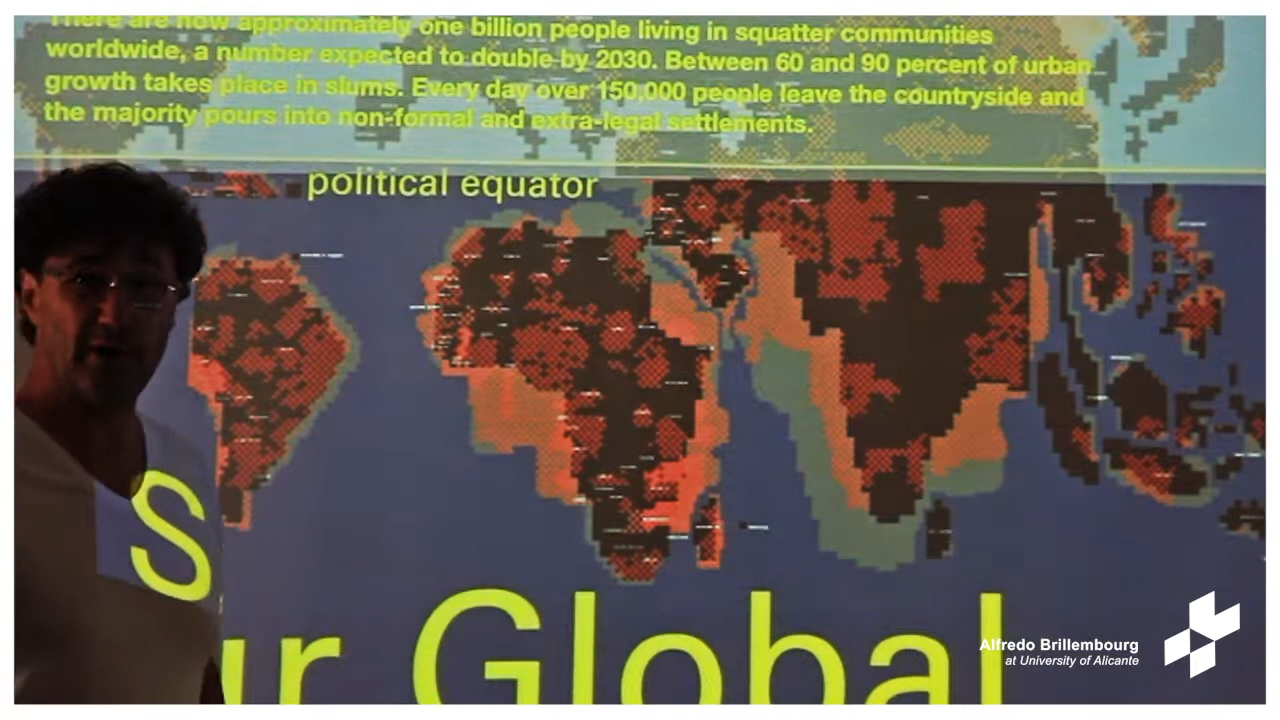 There are now approximately one billion people living in squatter communities
worldwide, a number expected to double by 2030. Between 60 and 90 percent of urban
growth takes place in slums. Every day over 150,000 people leave the countryside and
the majority pours into non-formal and extra-legal settlements.
political equator
S
ur Global
Alfredo Brillembourg
at University of Alicante